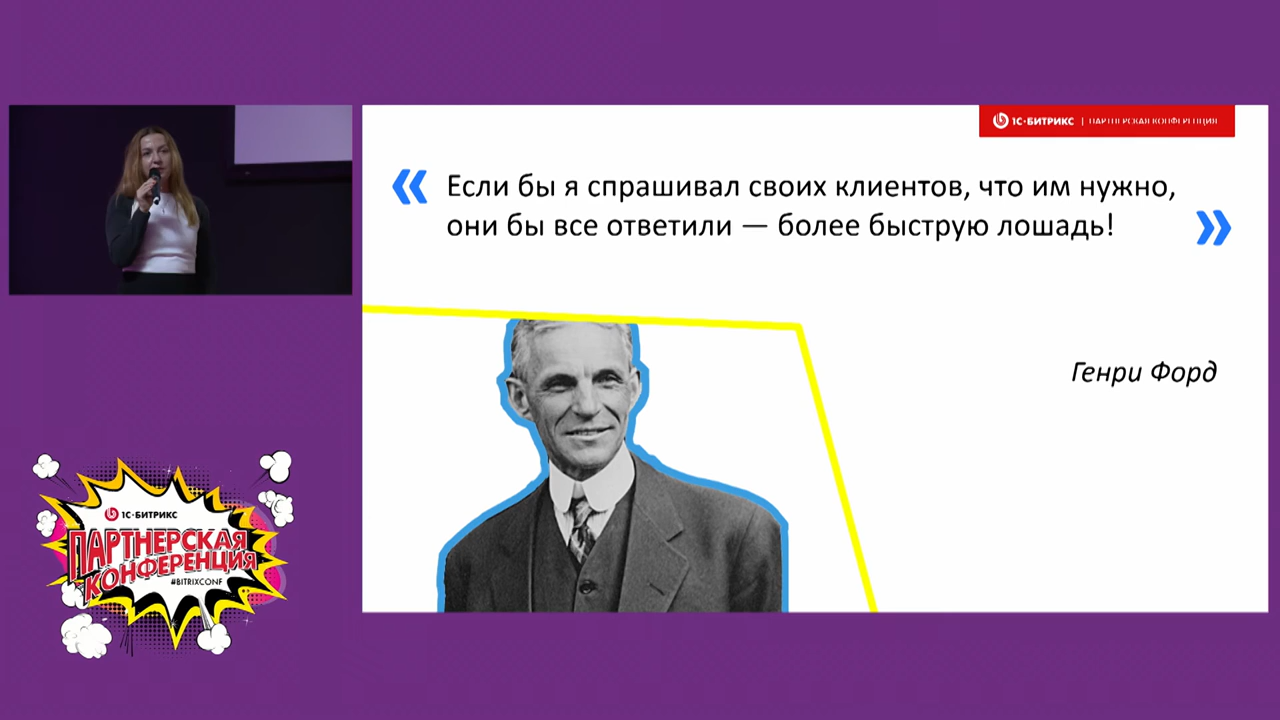 1С-БИТРИКС | ПАРТНЕРСКАЯ КОНФЕРЕНЦИЯ
« Если бы я спрашивал своих клиентов, что им нужно,
они бы все ответили — более быструю лошадь! »
Генри Форд
1С-БИТРИКС
ПАРТНЕРСКАЯ
КОНФЕРЕНЦИЯ
#BITRIXCONF